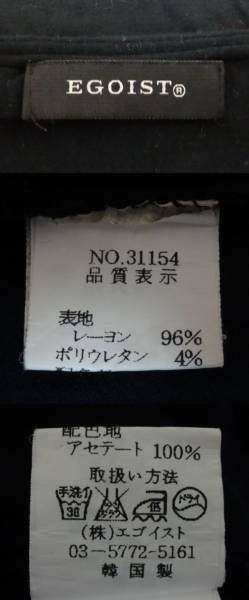 EGOIST®
NO.31154
品質表示
表地
レーヨン 96%
ポリウレタン 4%
配色地
アセテート 100%
取扱い方法
手洗イ
30
低
ドライ
(株)エゴイスト
03-5772-5161
韓国製